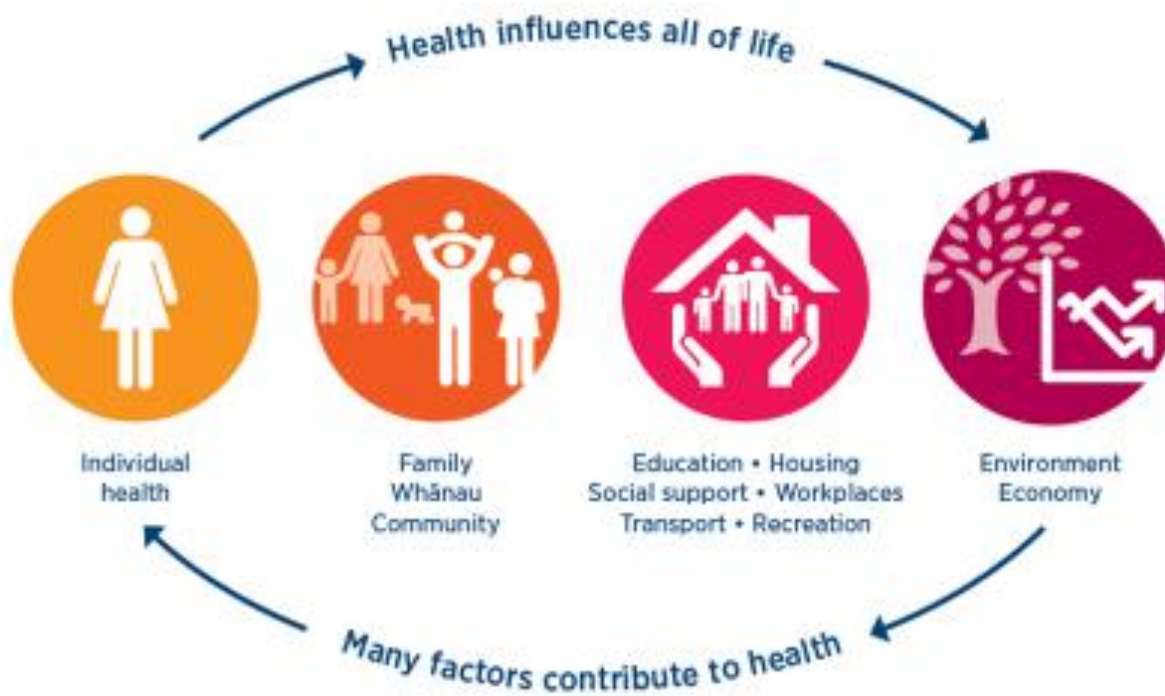 Health influences all of life
Individual
health
Family
Whānau
Community
Education • Housing
Social support • Workplaces
Transport • Recreation
Environment
Economy
Many factors contribute to health